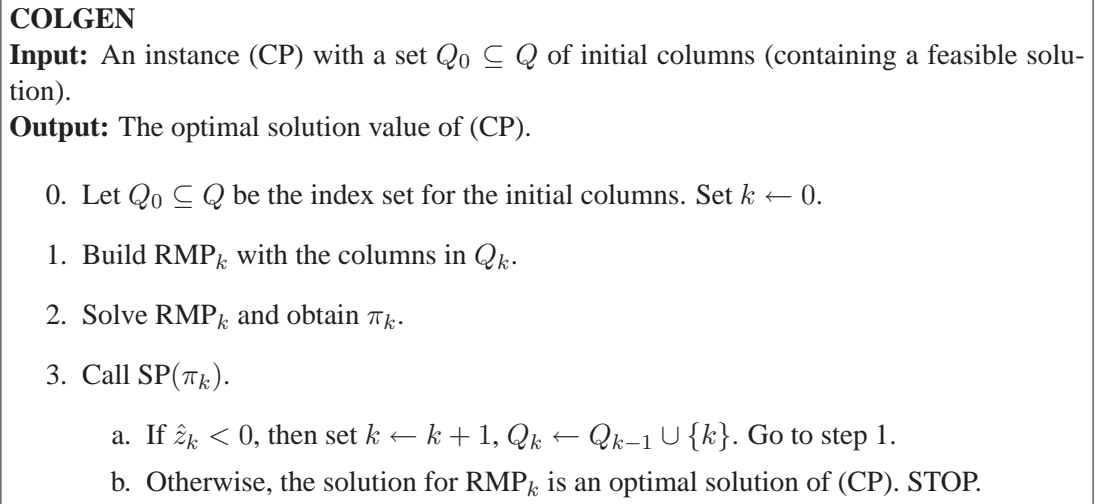 COLGEN
Input: An instance (CP) with a set Q₀ ⊆ Q of initial columns (containing a feasible solu-
tion).
Output: The optimal solution value of (CP).
0. Let Q₀ ⊆ Q be the index set for the initial columns. Set k ← 0.
1. Build RMPₖ with the columns in Qₖ.
2. Solve RMPₖ and obtain πₖ.
3. Call SP(πₖ).
a. If ẑₖ < 0, then set k ← k + 1, Qₖ ← Qₖ₋₁ ∪ {k}. Go to step 1.
b. Otherwise, the solution for RMPₖ is an optimal solution of (CP). STOP.